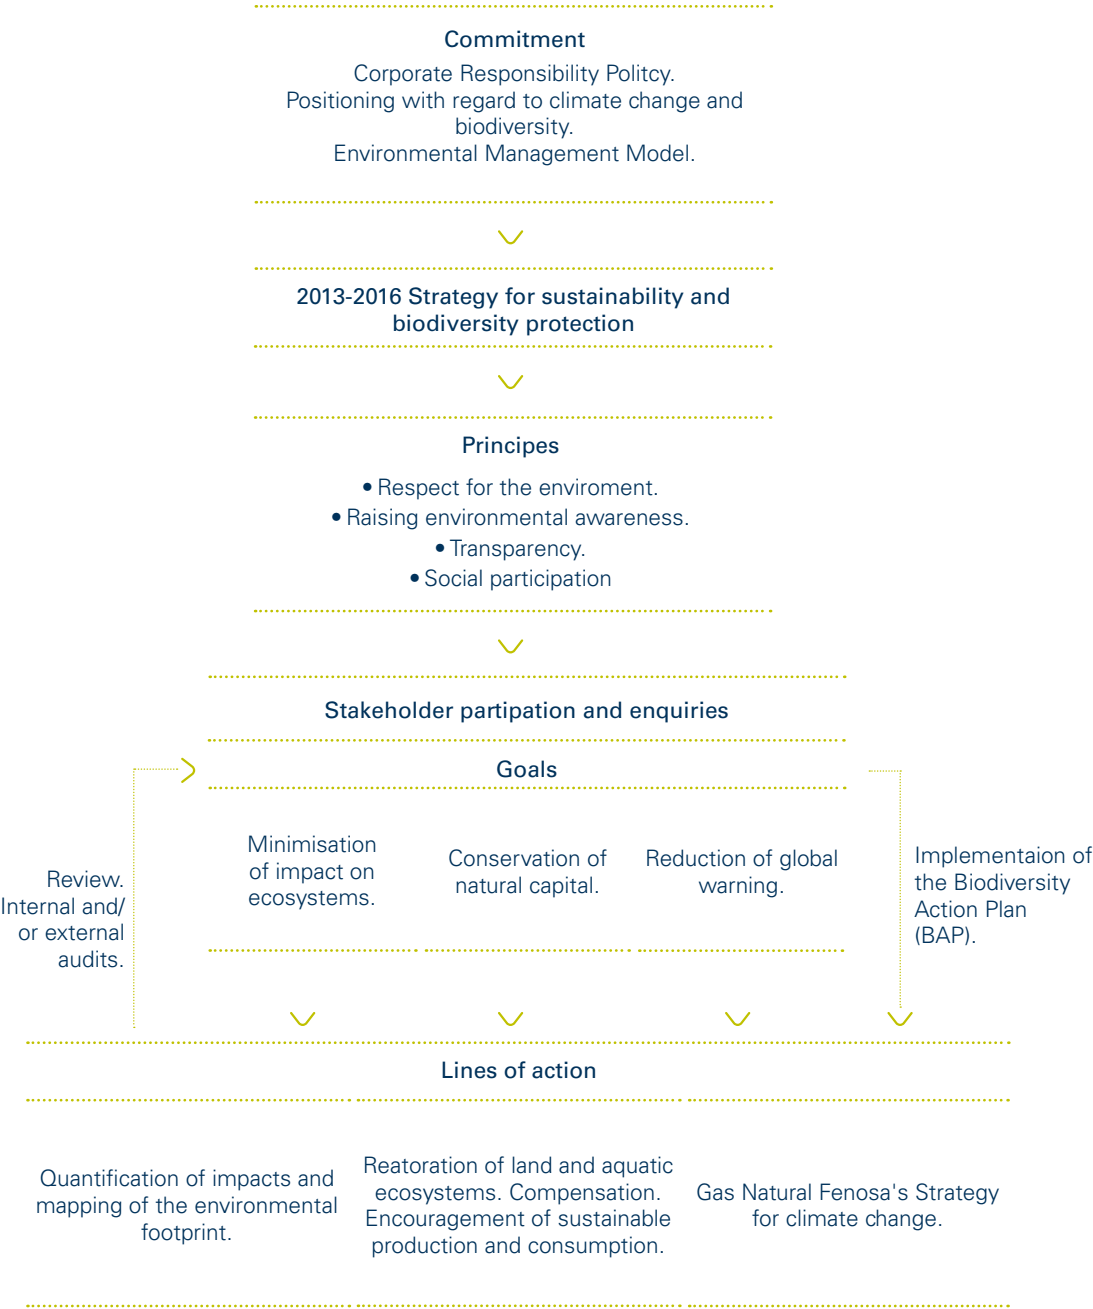 Commitment
Corporate Responsibility Politcy.
Positioning with regard to climate change and
biodiversity.
Environmental Management Model.
2013-2016 Strategy for sustainability and
biodiversity protection
Principes
• Respect for the enviroment.
• Raising environmental awareness.
• Transparency.
• Social participation
Stakeholder partipation and enquiries
Goals
Minimisation
of impact on
ecosystems.
Conservation of
natural capital.
Reduction of global
warning.
Review.
Internal and/
or external
audits.
Implementaion of
the Biodiversity
Action Plan
(BAP).
Lines of action
Quantification of impacts and
mapping of the environmental
footprint.
Reatoration of land and aquatic
ecosystems. Compensation.
Encouragement of sustainable
production and consumption.
Gas Natural Fenosa's Strategy
for climate change.